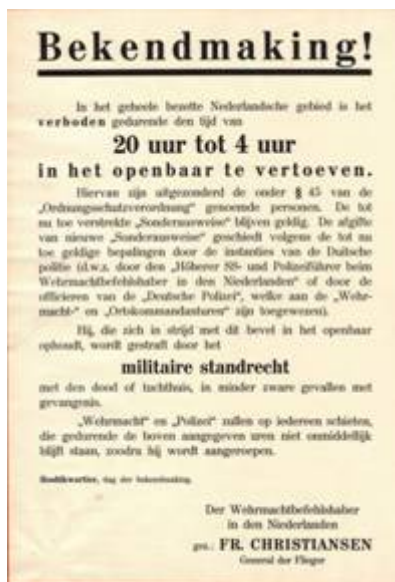 Bekendmaking!
In het geheele bezette Nederlandsche gebied is het
verboden gedurende den tijd van
20 uur tot 4 uur
in het openbaar te vertoeven.
Hiervan zijn uitgezonderd de onder § 45 van de
„Ordnungsschutzverordnung" genoemde personen. De tot
nu toe verstrekte „Sonderausweise" blijven geldig. De afgifte
van nieuwe „Sonderausweise" geschiedt volgens de tot nu
toe geldige bepalingen door de instanties van de Duitsche
politie (d.w.z. door den „Höherer SS- und Polizeiführer beim
Wehrmachtbefehlshaber in den Niederlanden" of door de
officieren van de „Deutsche Polizei", welke aan de „Wehr-
macht-" en „Ortskommandanturen" zijn toegewezen).
Hij, die zich in strijd met dit bevel in het openbaar
ophoudt, wordt gestraft door het
militaire standrecht
met den dood of tuchthuis, in minder zware gevallen met
gevangenis.
„Wehrmacht" en „Polizei" zullen op iedereen schieten,
die gedurende de boven aangegeven uren niet onmiddellijk
blijft staan, zoodra hij wordt aangeroepen.
Hoofdkwartier, dag der bekendmaking.
Der Wehrmachtbefehlshaber
in den Niederlanden
gez.: FR. CHRISTIANSEN
General der Flieger